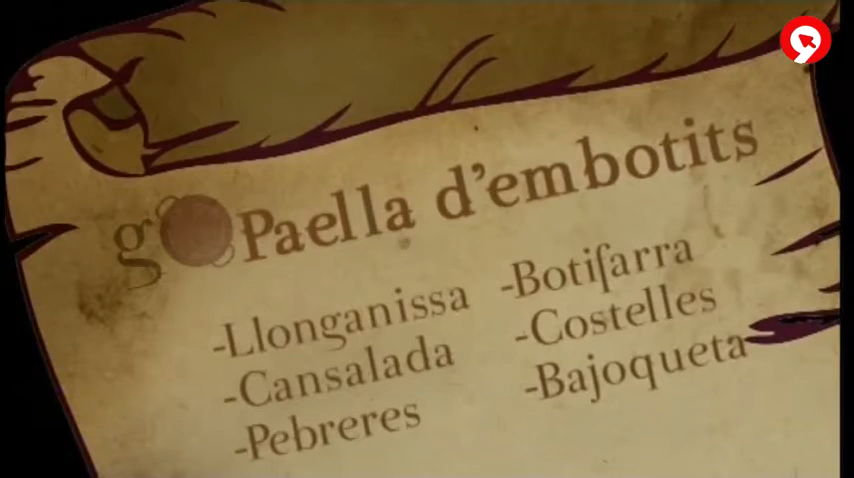 Paella d'embotits
-Llonganissa
-Cansalada
-Pebreres
-Botifarra
-Costelles
-Bajoqueta